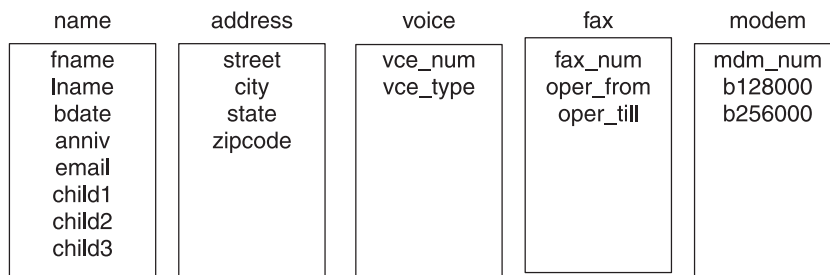 name address voice fax modem
fname street vce_num fax_num mdm_num
lname city vce_type oper_from b128000
bdate state oper_till b256000
anniv zipcode
email
child1
child2
child3